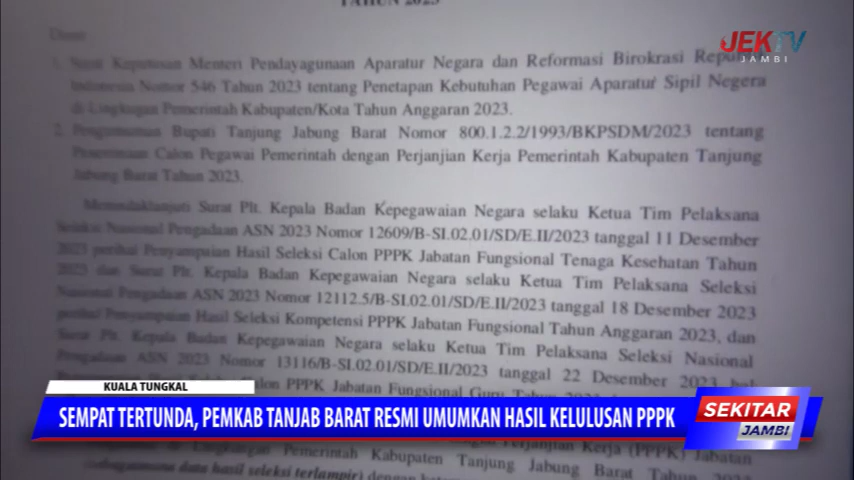 TAHUN 2023
JEKTV
JAMBI
Dasar
1. Surat Keputusan Menteri Pendayagunaan Aparatur Negara dan Reformasi Birokrasi Republik
Indonesia Nomor 546 Tahun 2023 tentang Penetapan Kebutuhan Pegawai Aparatur Sipil Negera
di Lingkungan Pemerintah Kabupaten/Kota Tahun Anggaran 2023.
2. Pengumuman Bupati Tanjung Jabung Barat Nomor 800.1.2.2/1993/BKPSDM/2023 tentang
Penerimaan Calon Pegawai Pemerintah dengan Perjanjian Kerja Pemerintah Kabupaten Tanjung
Jabung Barat Tahun 2023.
Menindaklanjuti Surat Plt. Kepala Badan Kepegawaian Negara selaku Ketua Tim Pelaksana
Seleksi Nasional Pengadaan ASN 2023 Nomor 12609/B-SI.02.01/SD/E.II/2023 tanggal 11 Desember
2023 perihal Penyampaian Hasil Seleksi Calon PPPK Jabatan Fungsional Tenaga Kesehatan Tahun
2023 dan Surat Plt. Kepala Badan Kepegawaian Negara selaku Ketua Tim Pelaksana Seleksi
Nasional Pengadaan ASN 2023 Nomor 12112.5/B-SI.02.01/SD/E.II/2023 tanggal 18 Desember 2023
perihal Penyampaian Hasil Seleksi Kompetensi PPPK Jabatan Fungsional Tahun Anggaran 2023, dan
Surat Plt. Kepala Badan Kepegawaian Negara selaku Ketua Tim Pelaksana Seleksi Nasional
Pengadaan ASN 2023 Nomor 13116/B-SI.02.01/SD/E.II/2023 tanggal 22 Desember 2023
Calon PPPK Jabatan Fungsional Guru Tahun
KUALA TUNGKAL
SEMPAT TERTUNDA, PEMKAB TANJAB BARAT RESMI UMUMKAN HASIL KELULUSAN PPPK
SEKITAR
JAMBI
Perjanjian Kerja (PPPK) Jabatan
di Lingkungan Pemerintah Kabupaten Tanjung Jabung Barat Tahun 2023
data hasil seleksi terlampir) dengan